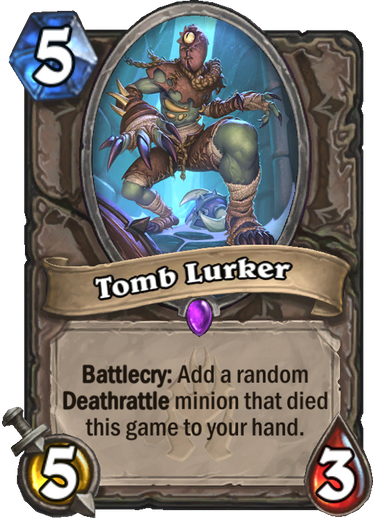 5
Tomb Lurker
Battlecry: Add a random
Deathrattle minion that died
this game to your hand.
5
3